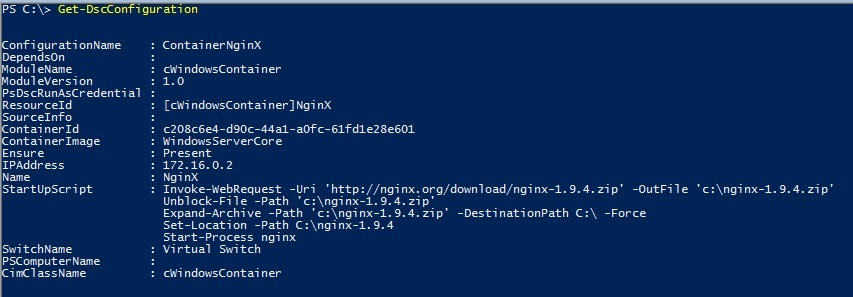 PS C:\> Get-DscConfiguration
ConfigurationName    : ContainerNginX
DependsOn            :
ModuleName           : cWindowsContainer
ModuleVersion        : 1.0
PsDscRunAsCredential :
ResourceId           : [cWindowsContainer]NginX
SourceInfo           :
ContainerId          : c208c6e4-d90c-44a1-a0fc-61fd1e28e601
ContainerImage       : WindowsServerCore
Ensure               : Present
IPAddress            : 172.16.0.2
Name                 : NginX
StartUpScript        : Invoke-WebRequest -Uri 'http://nginx.org/download/nginx-1.9.4.zip' -OutFile 'c:\nginx-1.9.4.zip'
                       Unblock-File -Path 'c:\nginx-1.9.4.zip'
                       Expand-Archive -Path 'c:\nginx-1.9.4.zip' -DestinationPath C:\ -Force
                       Set-Location -Path C:\nginx-1.9.4
                       Start-Process nginx
SwitchName           : Virtual Switch
PSComputerName       :
CimClassName         : cWindowsContainer